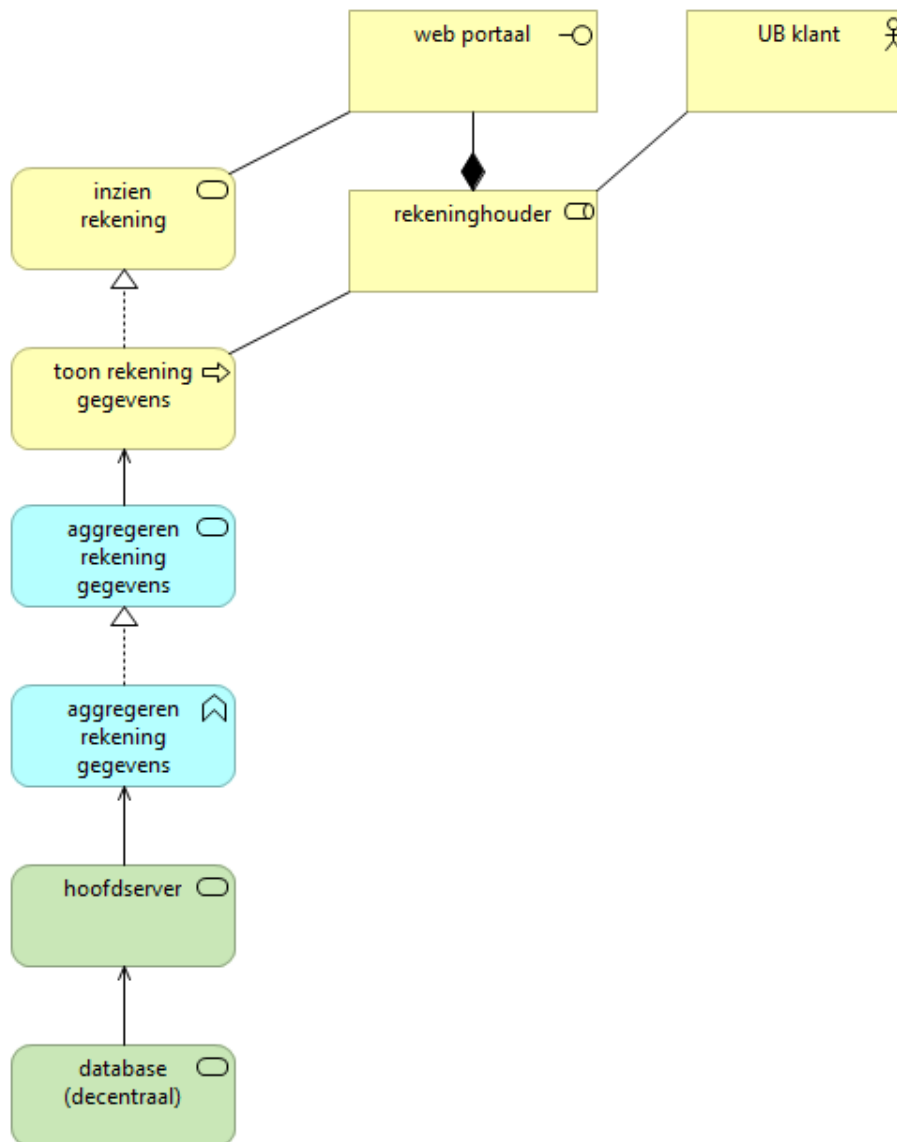 web portaal
UB klant
inzien
rekening
rekeninghouder
toon rekening
gegevens
aggregeren
rekening
gegevens
aggregeren
rekening
gegevens
hoofdserver
database
(decentraal)